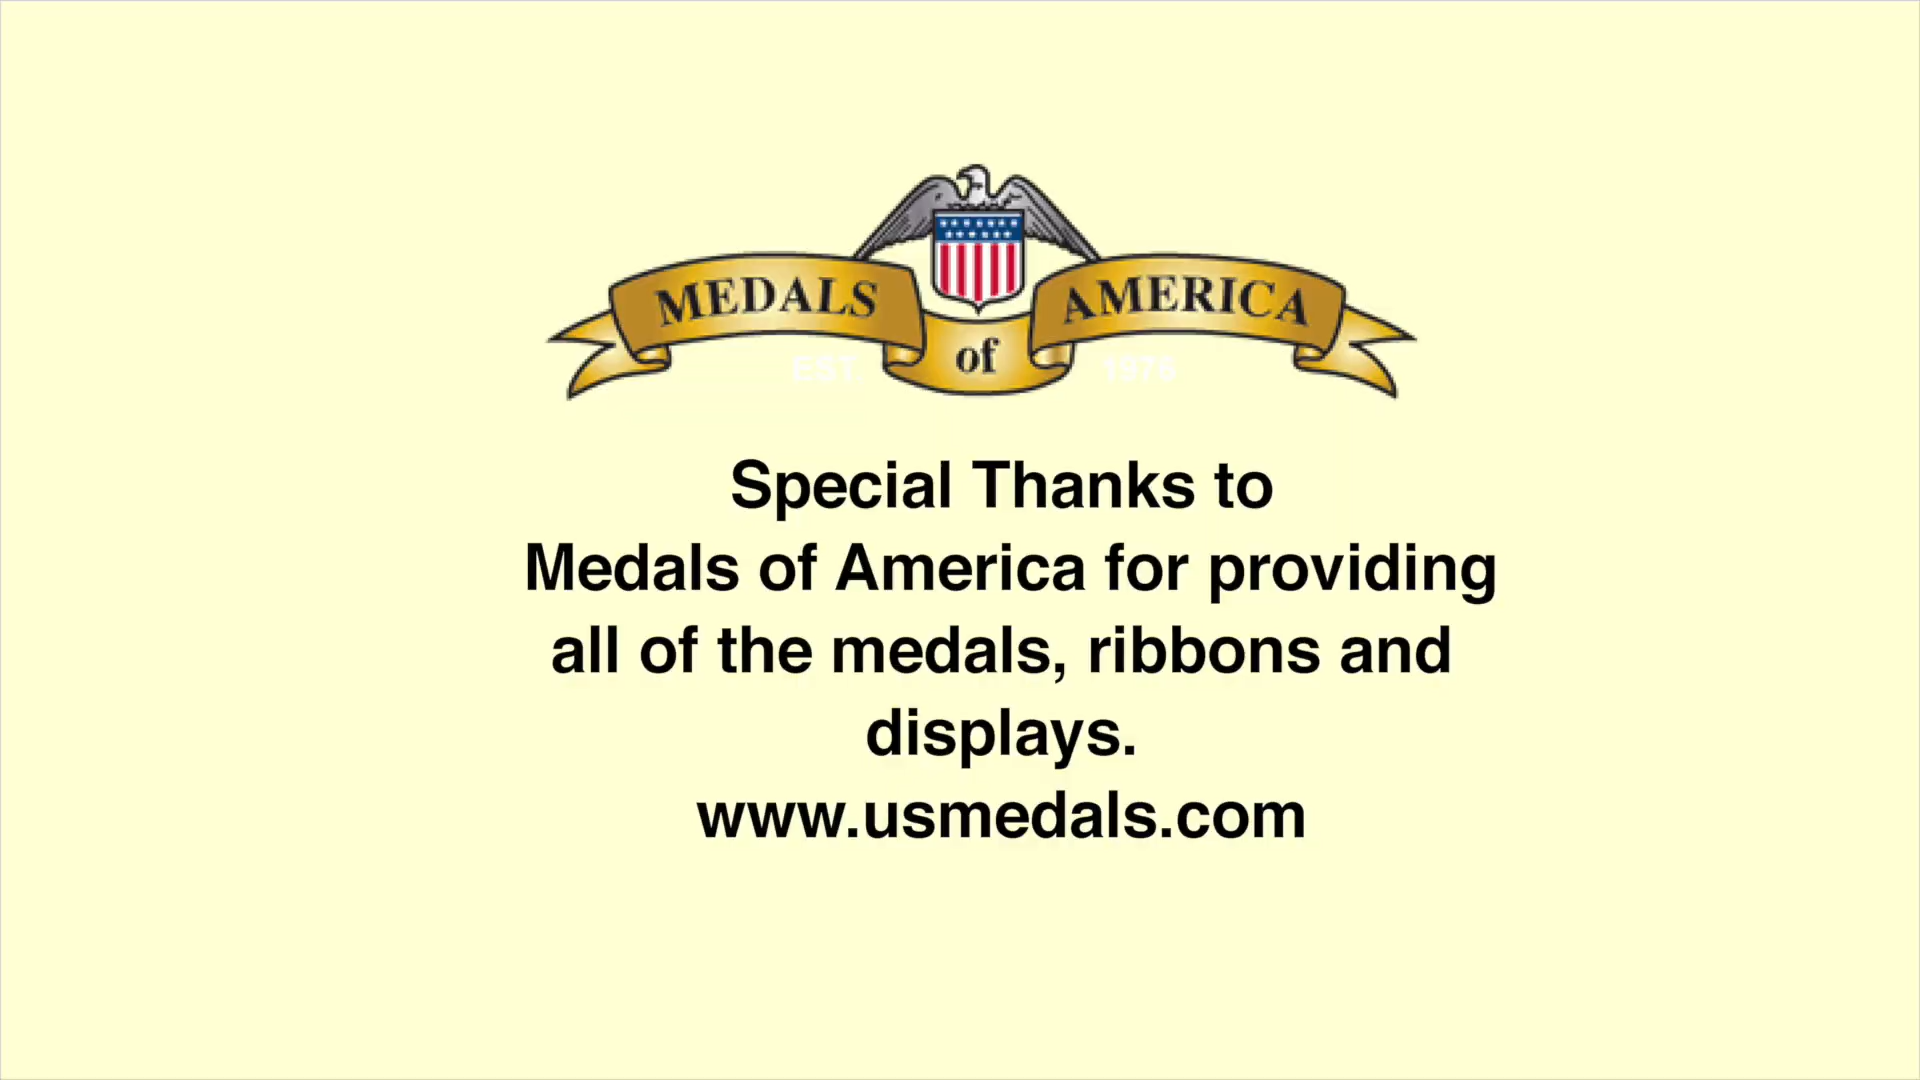 MEDALS of AMERICA
EST. 1976
Special Thanks to
Medals of America for providing
all of the medals, ribbons and
displays.
www.usmedals.com